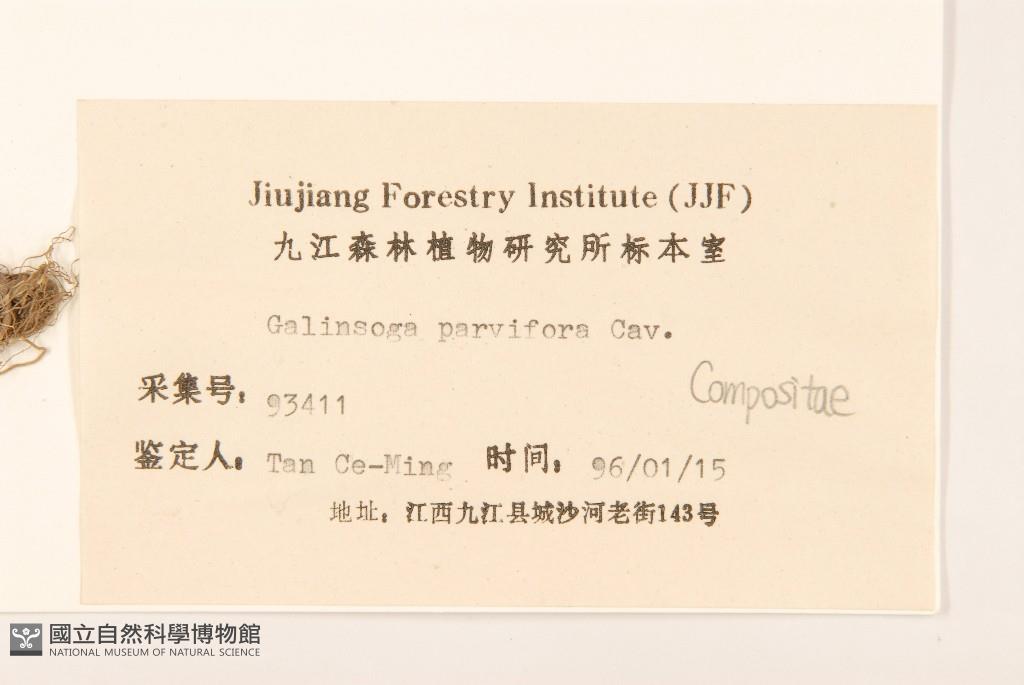 Jiujiang Forestry Institute (JJF)
九江森林植物研究所标本室
Galinsoga parvifora Cav.
采集号: 93411
Compositae
鉴定人: Tan Ce-Ming 时间: 96/01/15
地址: 江西九江县城沙河老街143号
國立自然科學博物館
NATIONAL MUSEUM OF NATURAL SCIENCE